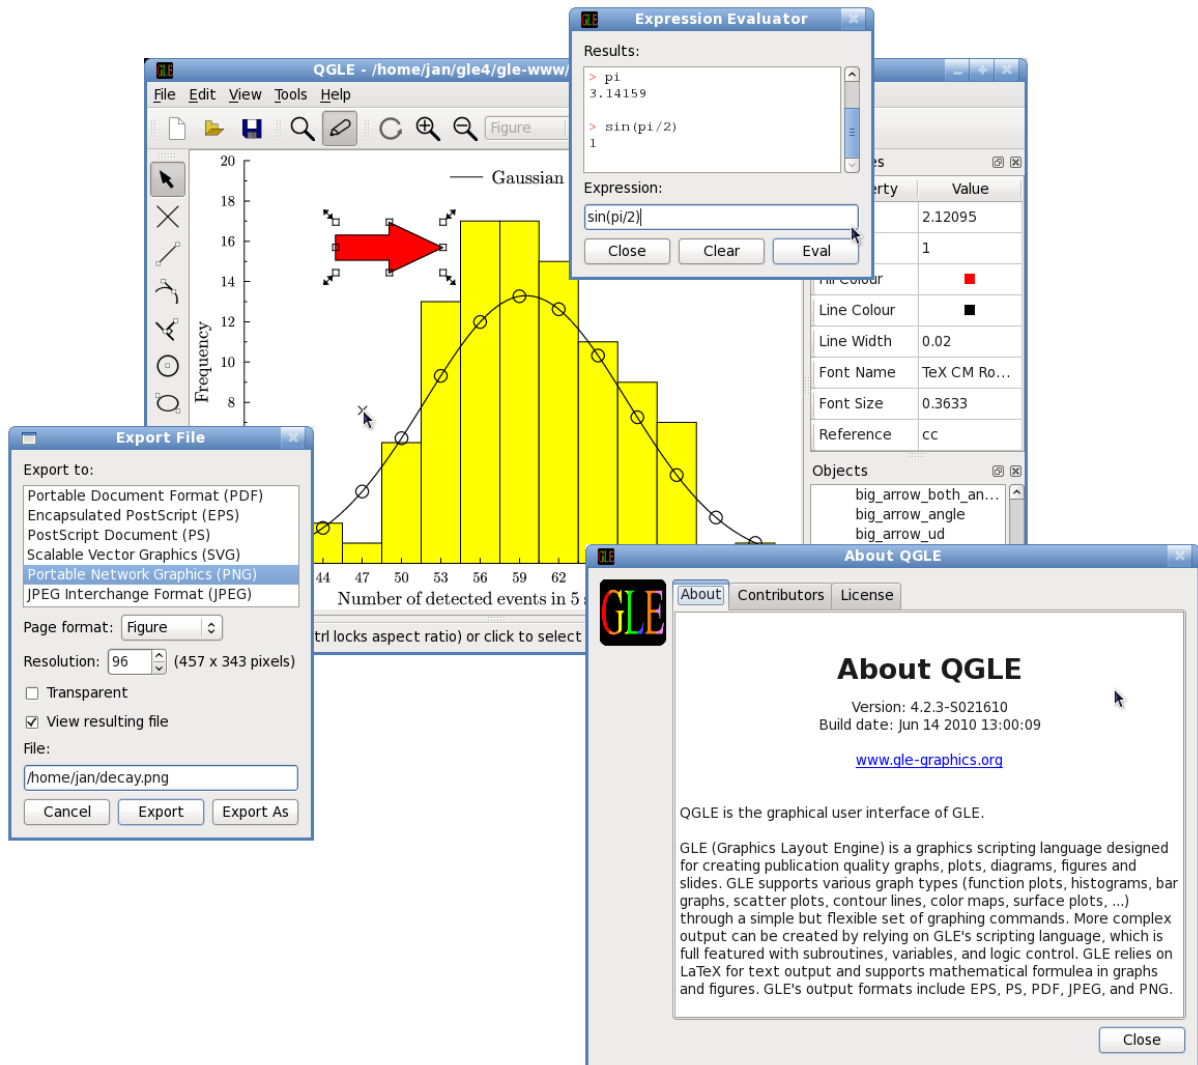 Expression Evaluator
Results:
> pi
3.14159
> sin(pi/2)
1
Expression:
sin(pi/2)
Close Clear Eval
QGLE - /home/jan/gle4/gle-www/
File Edit View Tools Help
Figure
20
18
16
14
12
10
8
Frequency
Gaussian
44 47 50 53 56 59 62
Number of detected events in 5
locks aspect ratio) or click to select
Value
2.12095
1
Fill Colour
Line Colour
Line Width 0.02
Font Name TeX CM Ro...
Font Size 0.3633
Reference cc
Objects
big_arrow_both_an...
big_arrow_angle
big_arrow_ud
Export File
Export to:
Portable Document Format (PDF)
Encapsulated PostScript (EPS)
PostScript Document (PS)
Scalable Vector Graphics (SVG)
Portable Network Graphics (PNG)
JPEG Interchange Format (JPEG)
Page format: Figure
Resolution: 96 (457 x 343 pixels)
Transparent
View resulting file
File:
/home/jan/decay.png
Cancel Export Export As
About QGLE
GLE
About Contributors License
About QGLE
Version: 4.2.3-S021610
Build date: Jun 14 2010 13:00:09
www.gle-graphics.org
QGLE is the graphical user interface of GLE.
GLE (Graphics Layout Engine) is a graphics scripting language designed
for creating publication quality graphs, plots, diagrams, figures and
slides. GLE supports various graph types (function plots, histograms, bar
graphs, scatter plots, contour lines, color maps, surface plots, ...)
through a simple but flexible set of graphing commands. More complex
output can be created by relying on GLE's scripting language, which is
full featured with subroutines, variables, and logic control. GLE relies on
LaTeX for text output and supports mathematical formulea in graphs
and figures. GLE's output formats include EPS, PS, PDF, JPEG, and PNG.
Close